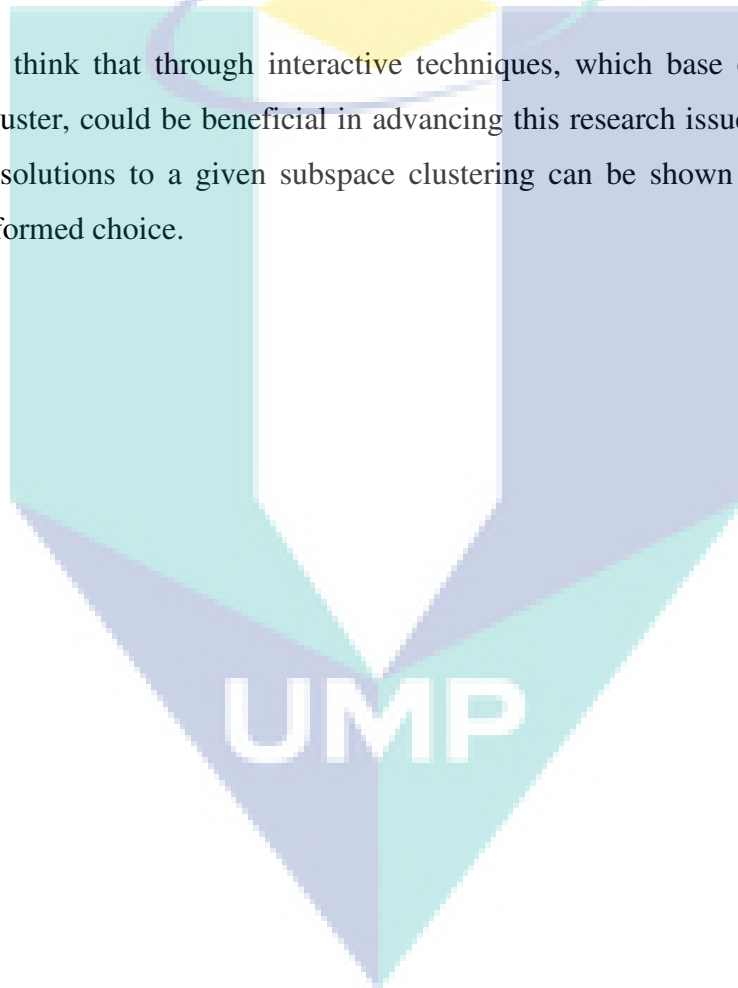 think that through interactive techniques, which base
uster, could be beneficial in advancing this research issue
solutions to a given subspace clustering can be shown
formed choice.
UMP